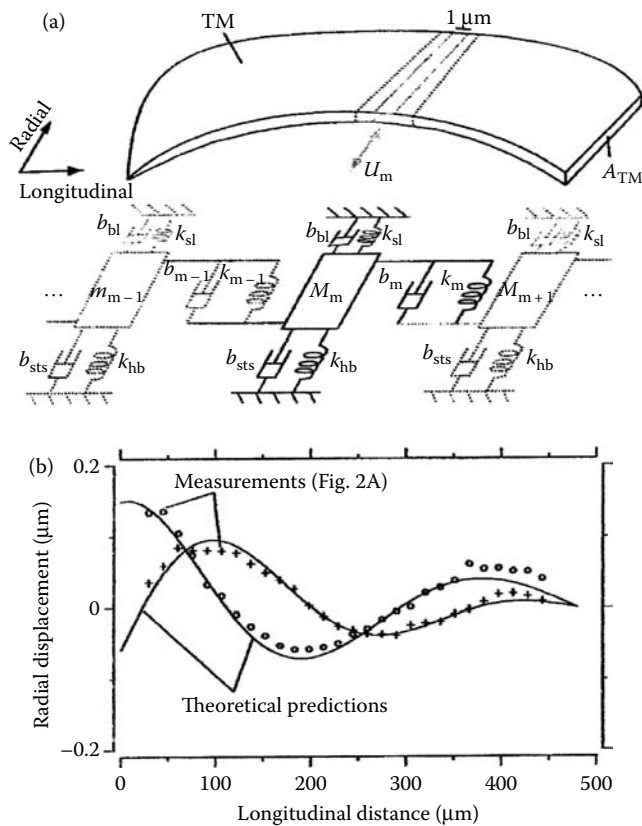 (a)
TM
1 μm
Radial
Longitudinal
U_m
A_TM
b_bl k_sl b_bl k_sl b_bl k_sl
b_m−1 k_m−1 b_m k_m
... m_m−1 M_m M_m+1 ...
b_sts k_hb b_sts k_hb b_sts k_hb
(b)
0.2
Measurements (Fig. 2A)
Radial displacement (μm)
0
Theoretical predictions
−0.2
0 100 200 300 400 500
Longitudinal distance (μm)